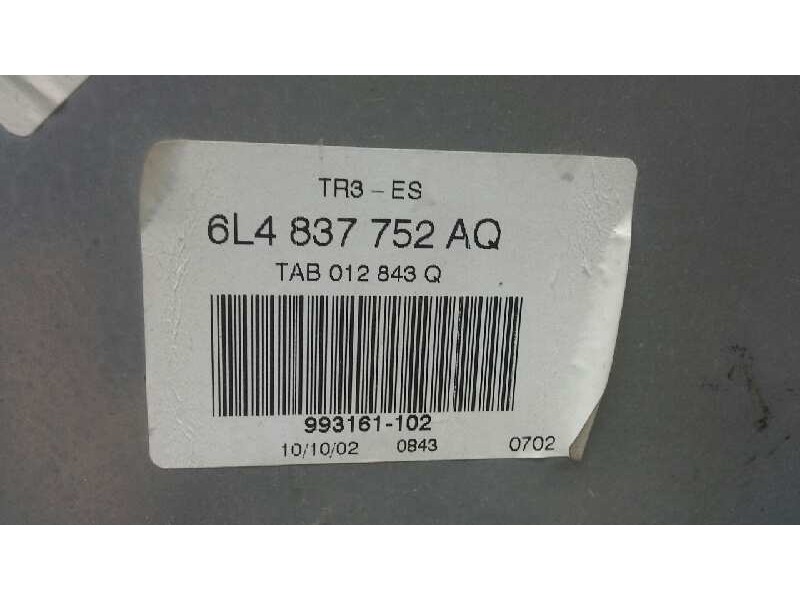 TR3 - ES
6L4 837 752 AQ
TAB 012 843 Q
993161-102
10/10/02 0843 0702